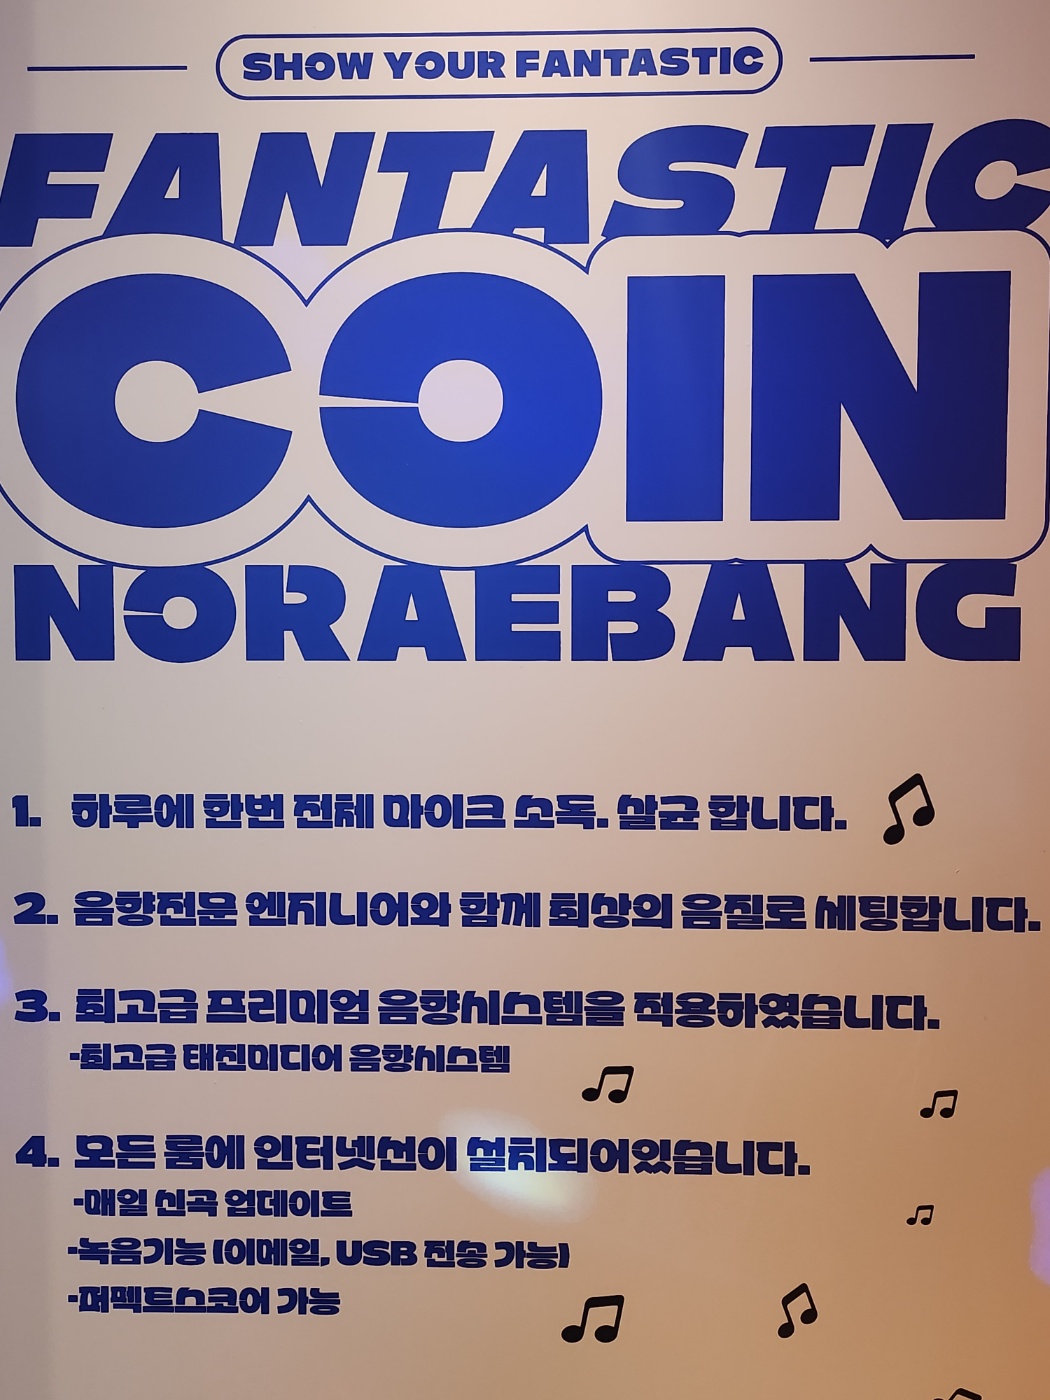 SHOW YOUR FANTASTIC
FANTASTIC
COIN
NORAEBANG
1. 하루에 한번 전체 마이크 소독. 살균 합니다.
2. 음향전문 엔지니어와 함께 최상의 음질로 세팅합니다.
3. 최고급 프리미엄 음향시스템을 적용하였습니다.
-최고급 태진미디어 음향시스템
4. 모든 룸에 인터넷선이 설치되어있습니다.
-매일 신곡 업데이트
-녹음기능 (이메일, USB 전송 가능)
-퍼펙트스코어 가능